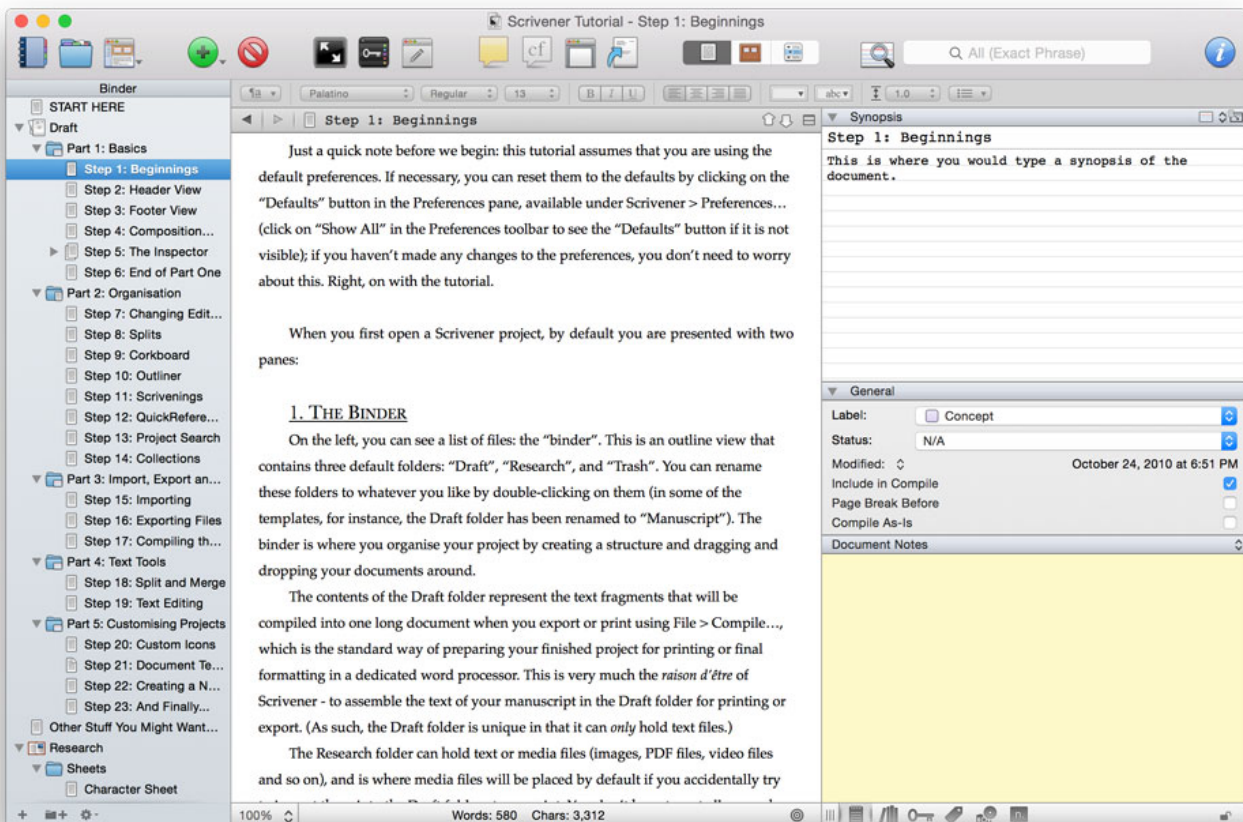 Scrivener Tutorial - Step 1: Beginnings
cf
All (Exact Phrase)
Binder
START HERE
Draft
Part 1: Basics
Step 1: Beginnings
Step 2: Header View
Step 3: Footer View
Step 4: Composition...
Step 5: The Inspector
Step 6: End of Part One
Part 2: Organisation
Step 7: Changing Edit...
Step 8: Splits
Step 9: Corkboard
Step 10: Outliner
Step 11: Scrivenings
Step 12: QuickRefere...
Step 13: Project Search
Step 14: Collections
Part 3: Import, Export an...
Step 15: Importing
Step 16: Exporting Files
Step 17: Compiling th...
Part 4: Text Tools
Step 18: Split and Merge
Step 19: Text Editing
Part 5: Customising Projects
Step 20: Custom Icons
Step 21: Document Te...
Step 22: Creating a N...
Step 23: And Finally...
Other Stuff You Might Want...
Research
Sheets
Character Sheet
¶a Palatino Regular 13 B I U abc 1.0
Step 1: Beginnings
Just a quick note before we begin: this tutorial assumes that you are using the
default preferences. If necessary, you can reset them to the defaults by clicking on the
“Defaults” button in the Preferences pane, available under Scrivener > Preferences…
(click on “Show All” in the Preferences toolbar to see the “Defaults” button if it is not
visible); if you haven’t made any changes to the preferences, you don’t need to worry
about this. Right, on with the tutorial.
When you first open a Scrivener project, by default you are presented with two
panes:
1. THE BINDER
On the left, you can see a list of files: the “binder”. This is an outline view that
contains three default folders: “Draft”, “Research”, and “Trash”. You can rename
these folders to whatever you like by double-clicking on them (in some of the
templates, for instance, the Draft folder has been renamed to “Manuscript”). The
binder is where you organise your project by creating a structure and dragging and
dropping your documents around.
The contents of the Draft folder represent the text fragments that will be
compiled into one long document when you export or print using File > Compile…,
which is the standard way of preparing your finished project for printing or final
formatting in a dedicated word processor. This is very much the raison d’être of
Scrivener - to assemble the text of your manuscript in the Draft folder for printing or
export. (As such, the Draft folder is unique in that it can only hold text files.)
The Research folder can hold text or media files (images, PDF files, video files
and so on), and is where media files will be placed by default if you accidentally try
100%
Words: 580 Chars: 3,312
Synopsis
Step 1: Beginnings
This is where you would type a synopsis of the
document.
General
Label: Concept
Status: N/A
Modified: October 24, 2010 at 6:51 PM
Include in Compile
Page Break Before
Compile As-Is
Document Notes